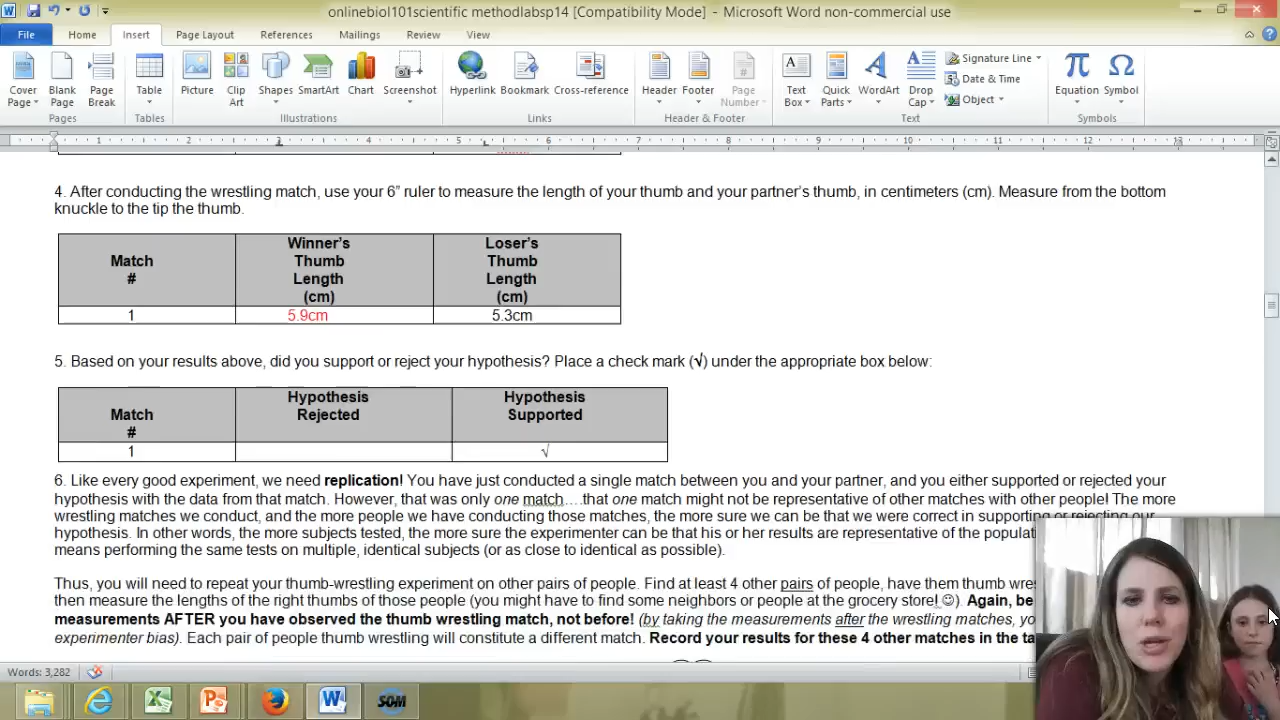 onlinebiol101scientific methodlabsp14 [Compatibility Mode] - Microsoft Word non-commercial use
File Home Insert Page Layout References Mailings Review View
Cover Page
Blank Page
Page Break
Table
Picture
Clip Art
Shapes
SmartArt
Chart
Screenshot
Hyperlink
Bookmark
Cross-reference
Header
Footer
Page Number
Text Box
Quick Parts
WordArt
Drop Cap
Signature Line
Date & Time
Object
Equation
Symbol
Pages Tables Illustrations Links Header & Footer Text Symbols
1 2 3 4 5 6 7 8 9 10 11 12 13
4. After conducting the wrestling match, use your 6” ruler to measure the length of your thumb and your partner’s thumb, in centimeters (cm). Measure from the bottom
knuckle to the tip the thumb.
Match # Winner’s Thumb Length (cm) Loser’s Thumb Length (cm)
1 5.9cm 5.3cm
5. Based on your results above, did you support or reject your hypothesis? Place a check mark (√) under the appropriate box below:
Match # Hypothesis Rejected Hypothesis Supported
1 √
6. Like every good experiment, we need replication! You have just conducted a single match between you and your partner, and you either supported or rejected your
hypothesis with the data from that match. However, that was only one match….that one match might not be representative of other matches with other people! The more
wrestling matches we conduct, and the more people we have conducting those matches, the more sure we can be that we were correct in supporting or rejecting our
hypothesis. In other words, the more subjects tested, the more sure the experimenter can be that his or her results are representative of the
means performing the same tests on multiple, identical subjects (or as close to identical as possible).
Thus, you will need to repeat your thumb-wrestling experiment on other pairs of people. Find at least 4 other pairs of people, have them thumb
then measure the lengths of the right thumbs of those people (you might have to find some neighbors or people at the grocery store! ☺). Again, be
measurements AFTER you have observed the thumb wrestling match, not before! (by taking the measurements after the wrestling matches,
experimenter bias). Each pair of people thumb wrestling will constitute a different match. Record your results for these 4 other matches in the
Words: 3,282
SOM